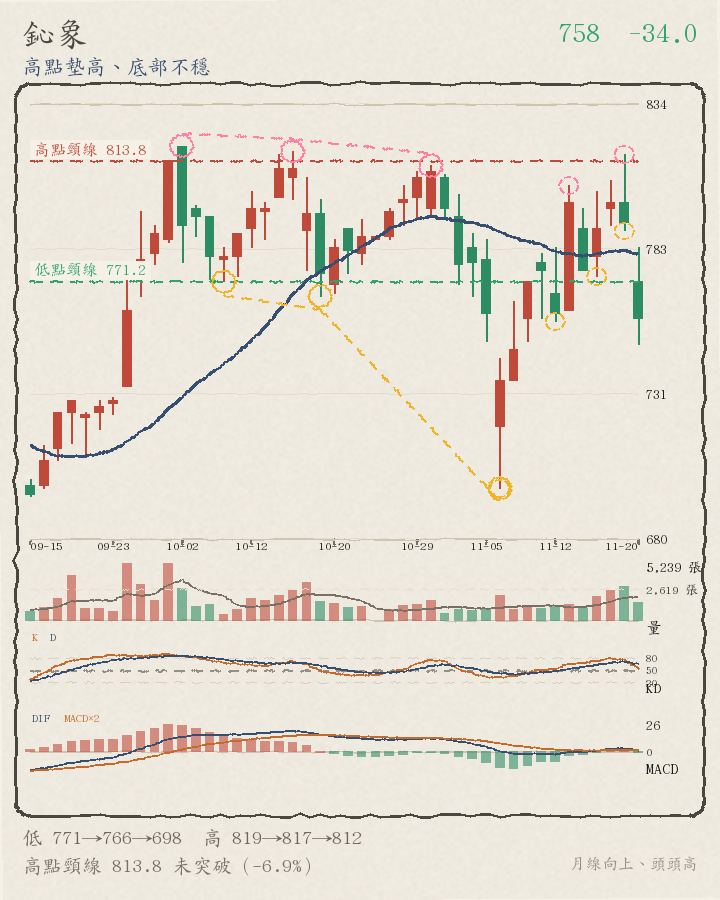 鈊象
758 -34.0
高點墊高、底部不穩
834
高點頸線 813.8
783
低點頸線 771.2
731
680
09-15 09-23 10-02 10-12 10-20 10-29 11-05 11-12 11-20
5,239 張
2,619 張
量
K D
80
50
20
KD
DIF MACD×2
26
0
MACD
低 771→766→698 高 819→817→812
高點頸線 813.8 未突破 (-6.9%)
月線向上、頭頭高